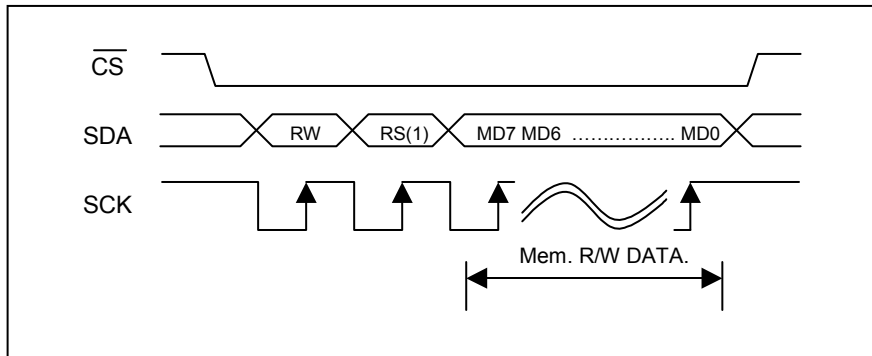 CS
SDA RW RS(1) MD7 MD6 .................... MD0
SCK
Mem. R/W DATA.